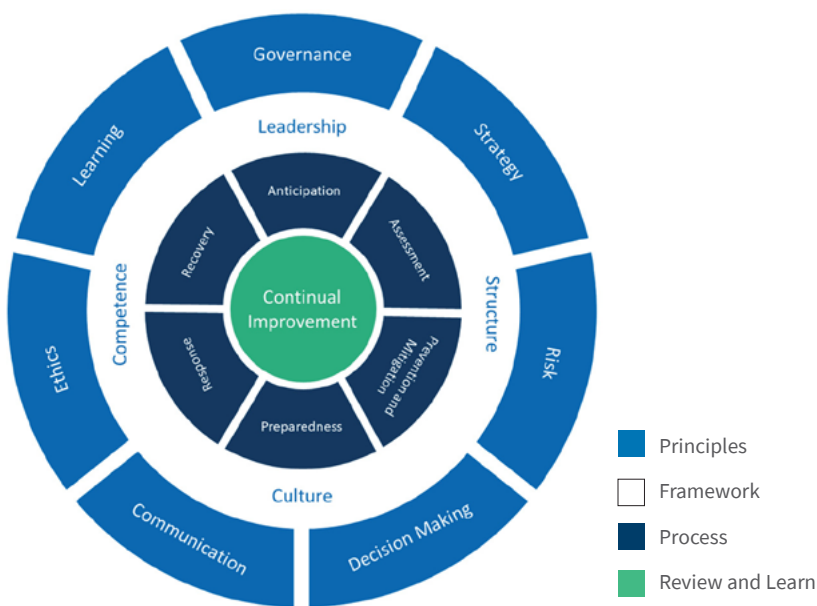 Governance
Strategy
Risk
Decision Making
Communication
Ethics
Learning
Leadership
Structure
Culture
Competence
Anticipation
Assessment
Prevention and
Mitigation
Preparedness
Response
Recovery
Continual
Improvement
Principles
Framework
Process
Review and Learn